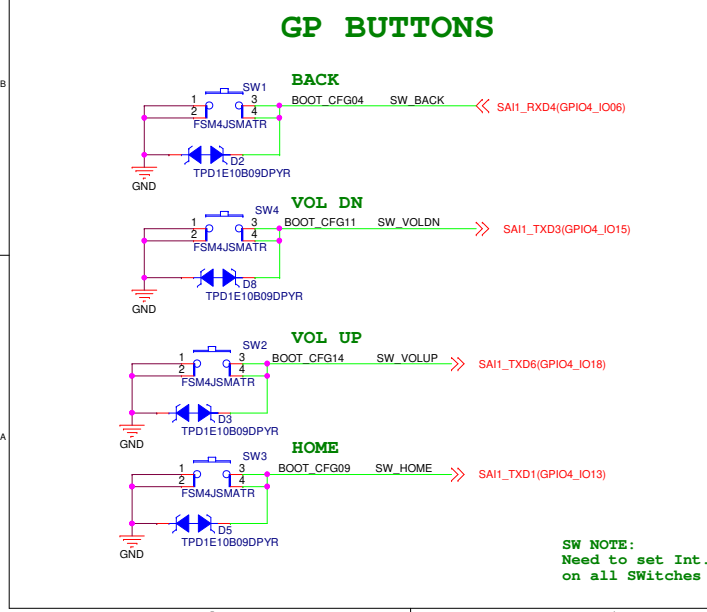 GP BUTTONS
B
BACK
SW1
1 3 BOOT_CFG04 SW_BACK SAI1_RXD4(GPIO4_IO06)
2 4
FSM4JSMATR
D2
TPD1E10B09DPYR
GND
VOL DN
SW4
1 3 BOOT_CFG11 SW_VOLDN SAI1_TXD3(GPIO4_IO15)
2 4
FSM4JSMATR
D8
TPD1E10B09DPYR
GND
VOL UP
SW2
1 3 BOOT_CFG14 SW_VOLUP SAI1_TXD6(GPIO4_IO18)
2 4
FSM4JSMATR
D3
TPD1E10B09DPYR
A
GND
HOME
SW3
1 3 BOOT_CFG09 SW_HOME SAI1_TXD1(GPIO4_IO13)
2 4
FSM4JSMATR
D5
TPD1E10B09DPYR
GND
SW NOTE:
Need to set Int.
on all SWitches